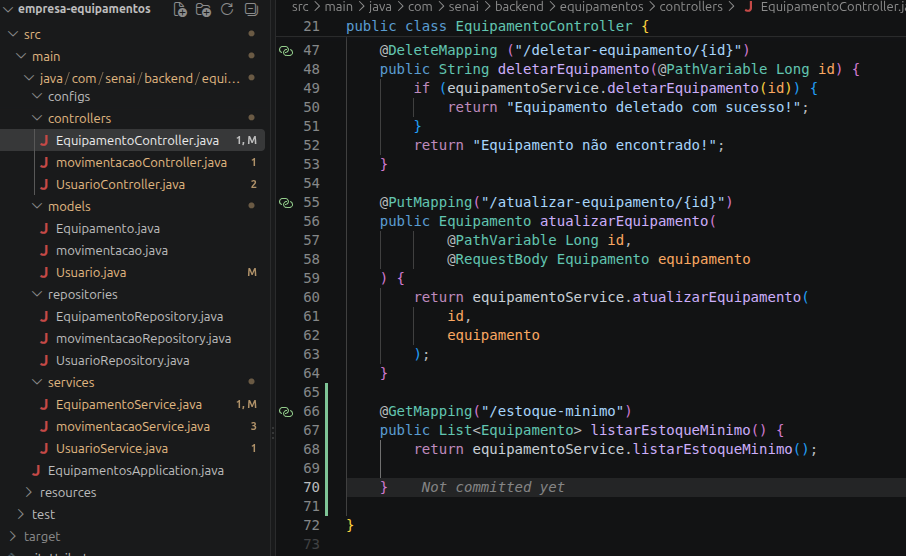 empresa-equipamentos
src
main
java/com/senai/backend/equi...
configs
controllers
EquipamentoController.java 1, M
movimentacaoController.java 1
UsuarioController.java 2
models
Equipamento.java
movimentacao.java
Usuario.java M
repositories
EquipamentoRepository.java
movimentacaoRepository.java
UsuarioRepository.java
services
EquipamentoService.java 1, M
movimentacaoService.java 3
UsuarioService.java 1
EquipamentosApplication.java
resources
test
target
src > main > java > com > senai > backend > equipamentos > controllers > EquipamentoController.ja
21 public class EquipamentoController {
47 @DeleteMapping ("/deletar-equipamento/{id}")
48 public String deletarEquipamento(@PathVariable Long id) {
49 if (equipamentoService.deletarEquipamento(id)) {
50 return "Equipamento deletado com sucesso!";
51 }
52 return "Equipamento não encontrado!";
53 }
54
55 @PutMapping("/atualizar-equipamento/{id}")
56 public Equipamento atualizarEquipamento(
57 @PathVariable Long id,
58 @RequestBody Equipamento equipamento
59 ) {
60 return equipamentoService.atualizarEquipamento(
61 id,
62 equipamento
63 );
64 }
65
66 @GetMapping("/estoque-minimo")
67 public List<Equipamento> listarEstoqueMinimo() {
68 return equipamentoService.listarEstoqueMinimo();
69
70 } Not committed yet
71
72 }
73